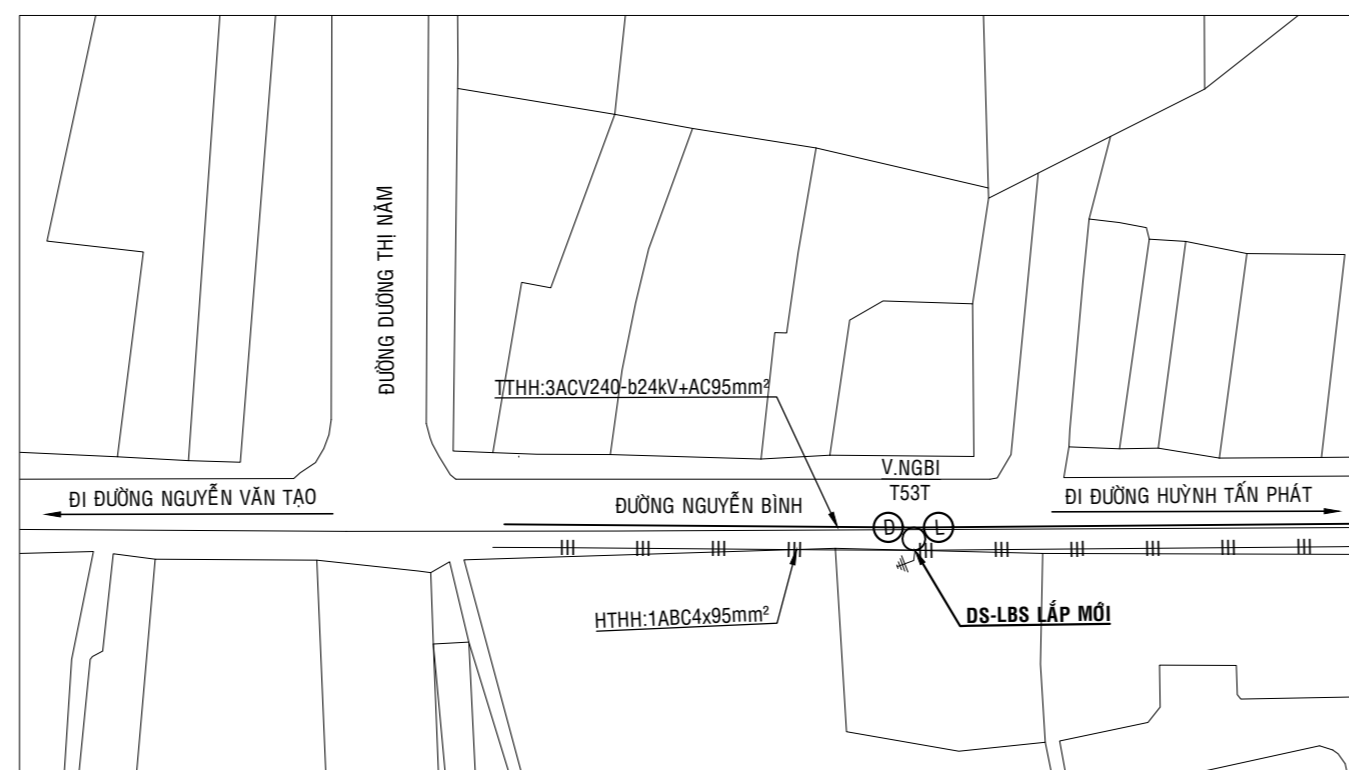 ĐƯỜNG DƯƠNG THỊ NĂM
TTHH:3ACV240-b24kV+AC95mm²
V.NGBI
T53T
ĐI ĐƯỜNG NGUYỄN VĂN TẠO
ĐƯỜNG NGUYỄN BÌNH
ĐI ĐƯỜNG HUỲNH TẤN PHÁT
D
L
HTHH:1ABC4x95mm²
DS-LBS LẮP MỚI